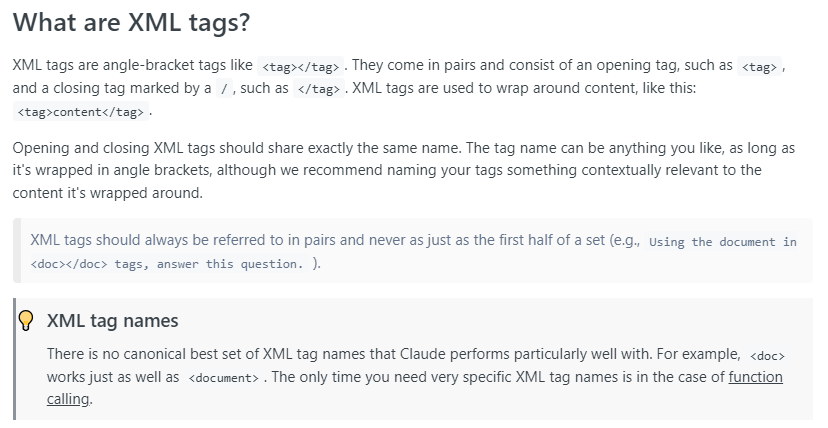 What are XML tags?
XML tags are angle-bracket tags like <tag></tag> . They come in pairs and consist of an opening tag, such as <tag> ,
and a closing tag marked by a / , such as </tag> . XML tags are used to wrap around content, like this:
<tag>content</tag> .
Opening and closing XML tags should share exactly the same name. The tag name can be anything you like, as long as
it's wrapped in angle brackets, although we recommend naming your tags something contextually relevant to the
content it's wrapped around.
XML tags should always be referred to in pairs and never as just as the first half of a set (e.g., Using the document in
<doc></doc> tags, answer this question. ).
XML tag names
There is no canonical best set of XML tag names that Claude performs particularly well with. For example, <doc>
works just as well as <document> . The only time you need very specific XML tag names is in the case of function
calling.